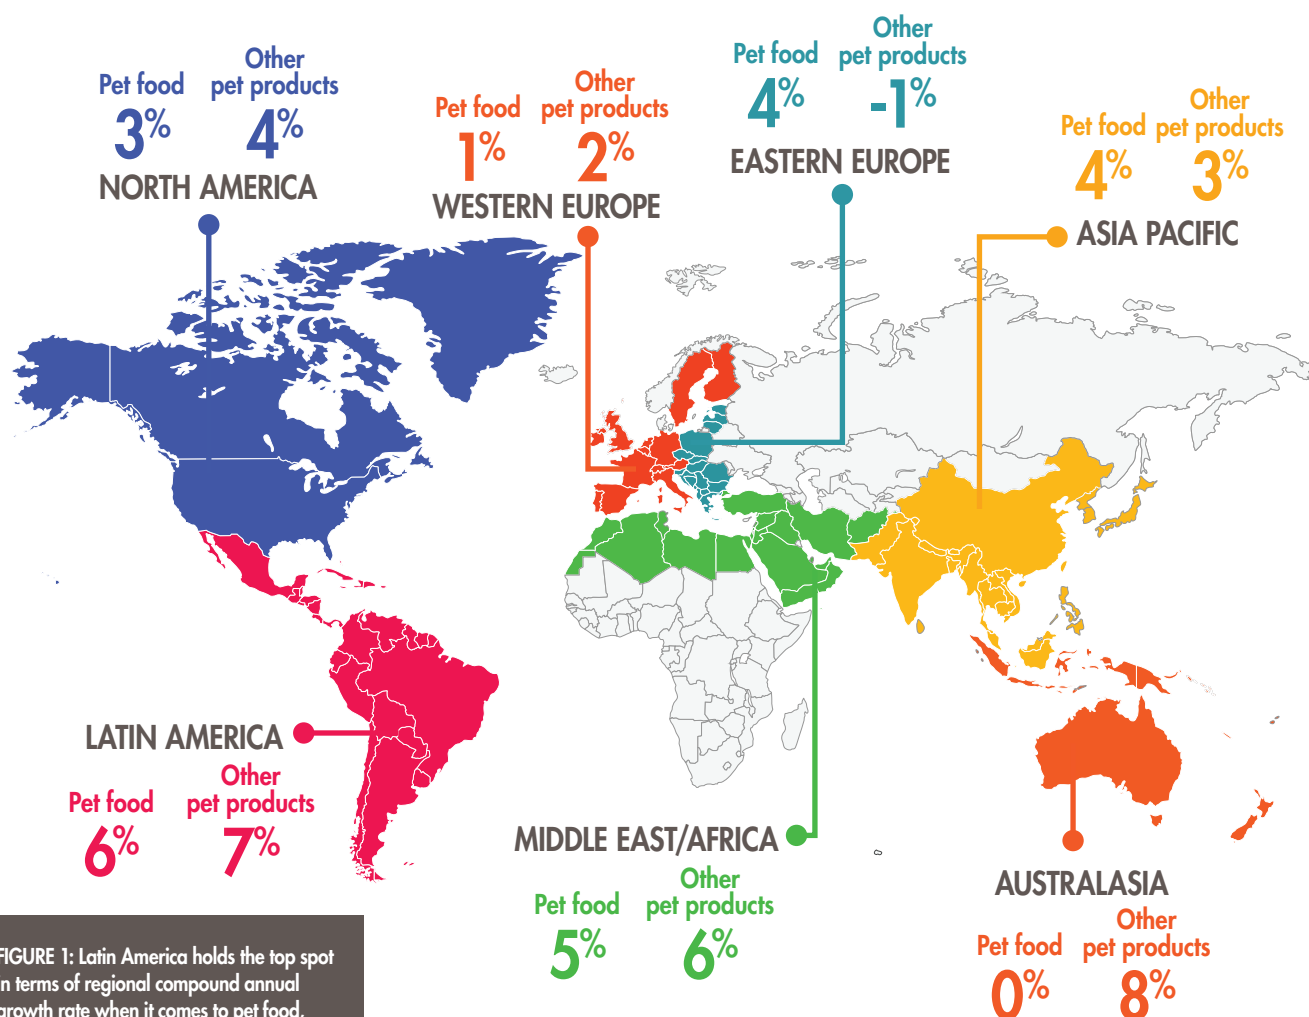 Pet food
Other
pet products
3%
4%
NORTH AMERICA
Pet food
Other
pet products
1%
2%
WESTERN EUROPE
Pet food
Other
pet products
4%
-1%
EASTERN EUROPE
Pet food
Other
pet products
4%
3%
ASIA PACIFIC
LATIN AMERICA
Pet food
Other
pet products
6%
7%
MIDDLE EAST/AFRICA
Pet food
Other
pet products
5%
6%
AUSTRALASIA
Pet food
Other
pet products
0%
8%
FIGURE 1: Latin America holds the top spot
in terms of regional compound annual
growth rate when it comes to pet food,